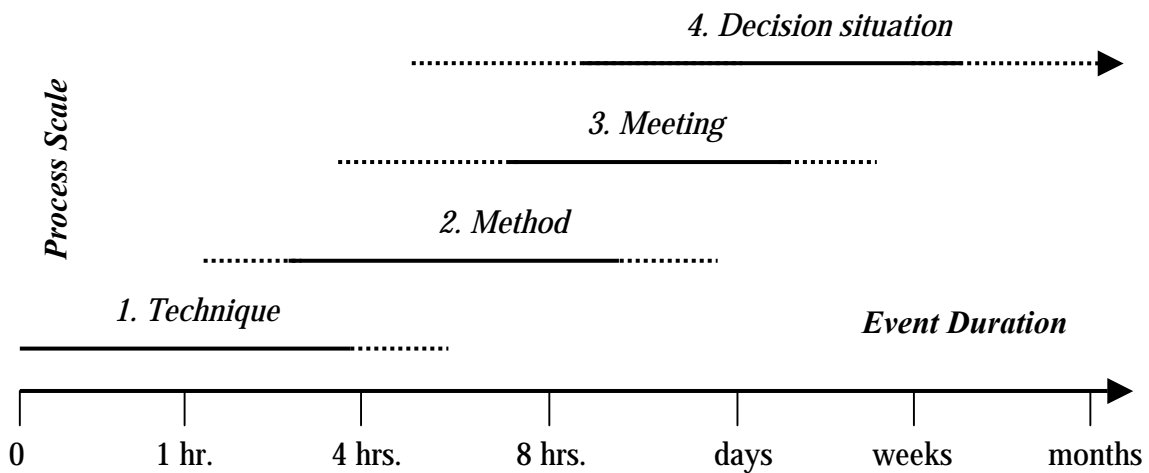 4. Decision situation
Process Scale
3. Meeting
2. Method
1. Technique
Event Duration
0 1 hr. 4 hrs. 8 hrs. days weeks months